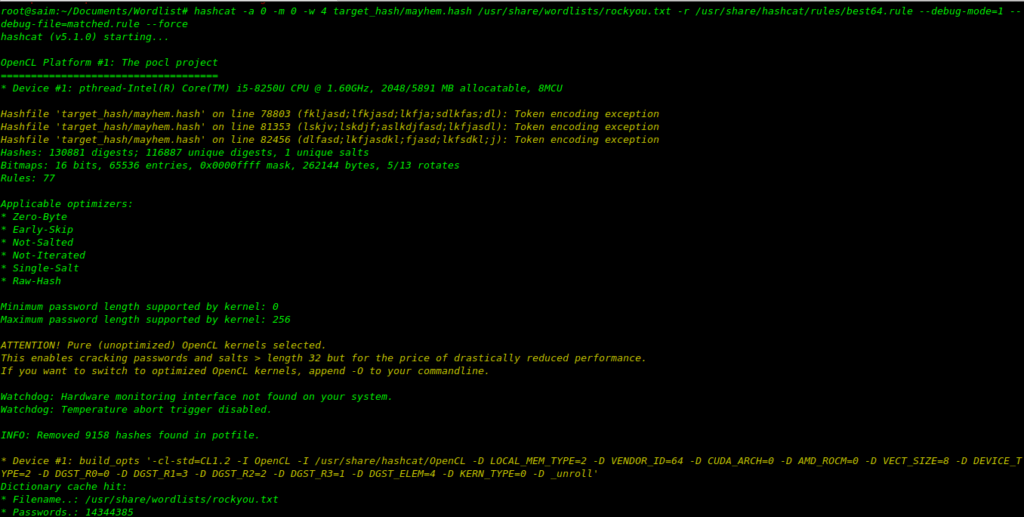 root@saim:~/Documents/Wordlist# hashcat -a 0 -m 0 -w 4 target_hash/mayhem.hash /usr/share/wordlists/rockyou.txt -r /usr/share/hashcat/rules/best64.rule --debug-mode=1 --
debug-file=matched.rule --force
hashcat (v5.1.0) starting...
OpenCL Platform #1: The pocl project
====================================
* Device #1: pthread-Intel(R) Core(TM) i5-8250U CPU @ 1.60GHz, 2048/5891 MB allocatable, 8MCU
Hashfile 'target_hash/mayhem.hash' on line 78803 (fkljasd;lfkjasd;lkfja;sdlkfas;dl): Token encoding exception
Hashfile 'target_hash/mayhem.hash' on line 81353 (lskjv;lskdjf;aslkdjfasd;lkfjasdl): Token encoding exception
Hashfile 'target_hash/mayhem.hash' on line 82456 (dlfasd;lkfjasdkl;fjasd;lkfsdkl;j): Token encoding exception
Hashes: 130881 digests; 116887 unique digests, 1 unique salts
Bitmaps: 16 bits, 65536 entries, 0x0000ffff mask, 262144 bytes, 5/13 rotates
Rules: 77
Applicable optimizers:
* Zero-Byte
* Early-Skip
* Not-Salted
* Not-Iterated
* Single-Salt
* Raw-Hash
Minimum password length supported by kernel: 0
Maximum password length supported by kernel: 256
ATTENTION! Pure (unoptimized) OpenCL kernels selected.
This enables cracking passwords and salts > length 32 but for the price of drastically reduced performance.
If you want to switch to optimized OpenCL kernels, append -O to your commandline.
Watchdog: Hardware monitoring interface not found on your system.
Watchdog: Temperature abort trigger disabled.
INFO: Removed 9158 hashes found in potfile.
* Device #1: build_opts '-cl-std=CL1.2 -I OpenCL -I /usr/share/hashcat/OpenCL -D LOCAL_MEM_TYPE=2 -D VENDOR_ID=64 -D CUDA_ARCH=0 -D AMD_ROCM=0 -D VECT_SIZE=8 -D DEVICE_T
YPE=2 -D DGST_R0=0 -D DGST_R1=3 -D DGST_R2=2 -D DGST_R3=1 -D DGST_ELEM=4 -D KERN_TYPE=0 -D _unroll'
Dictionary cache hit:
* Filename..: /usr/share/wordlists/rockyou.txt
* Passwords.: 14344385